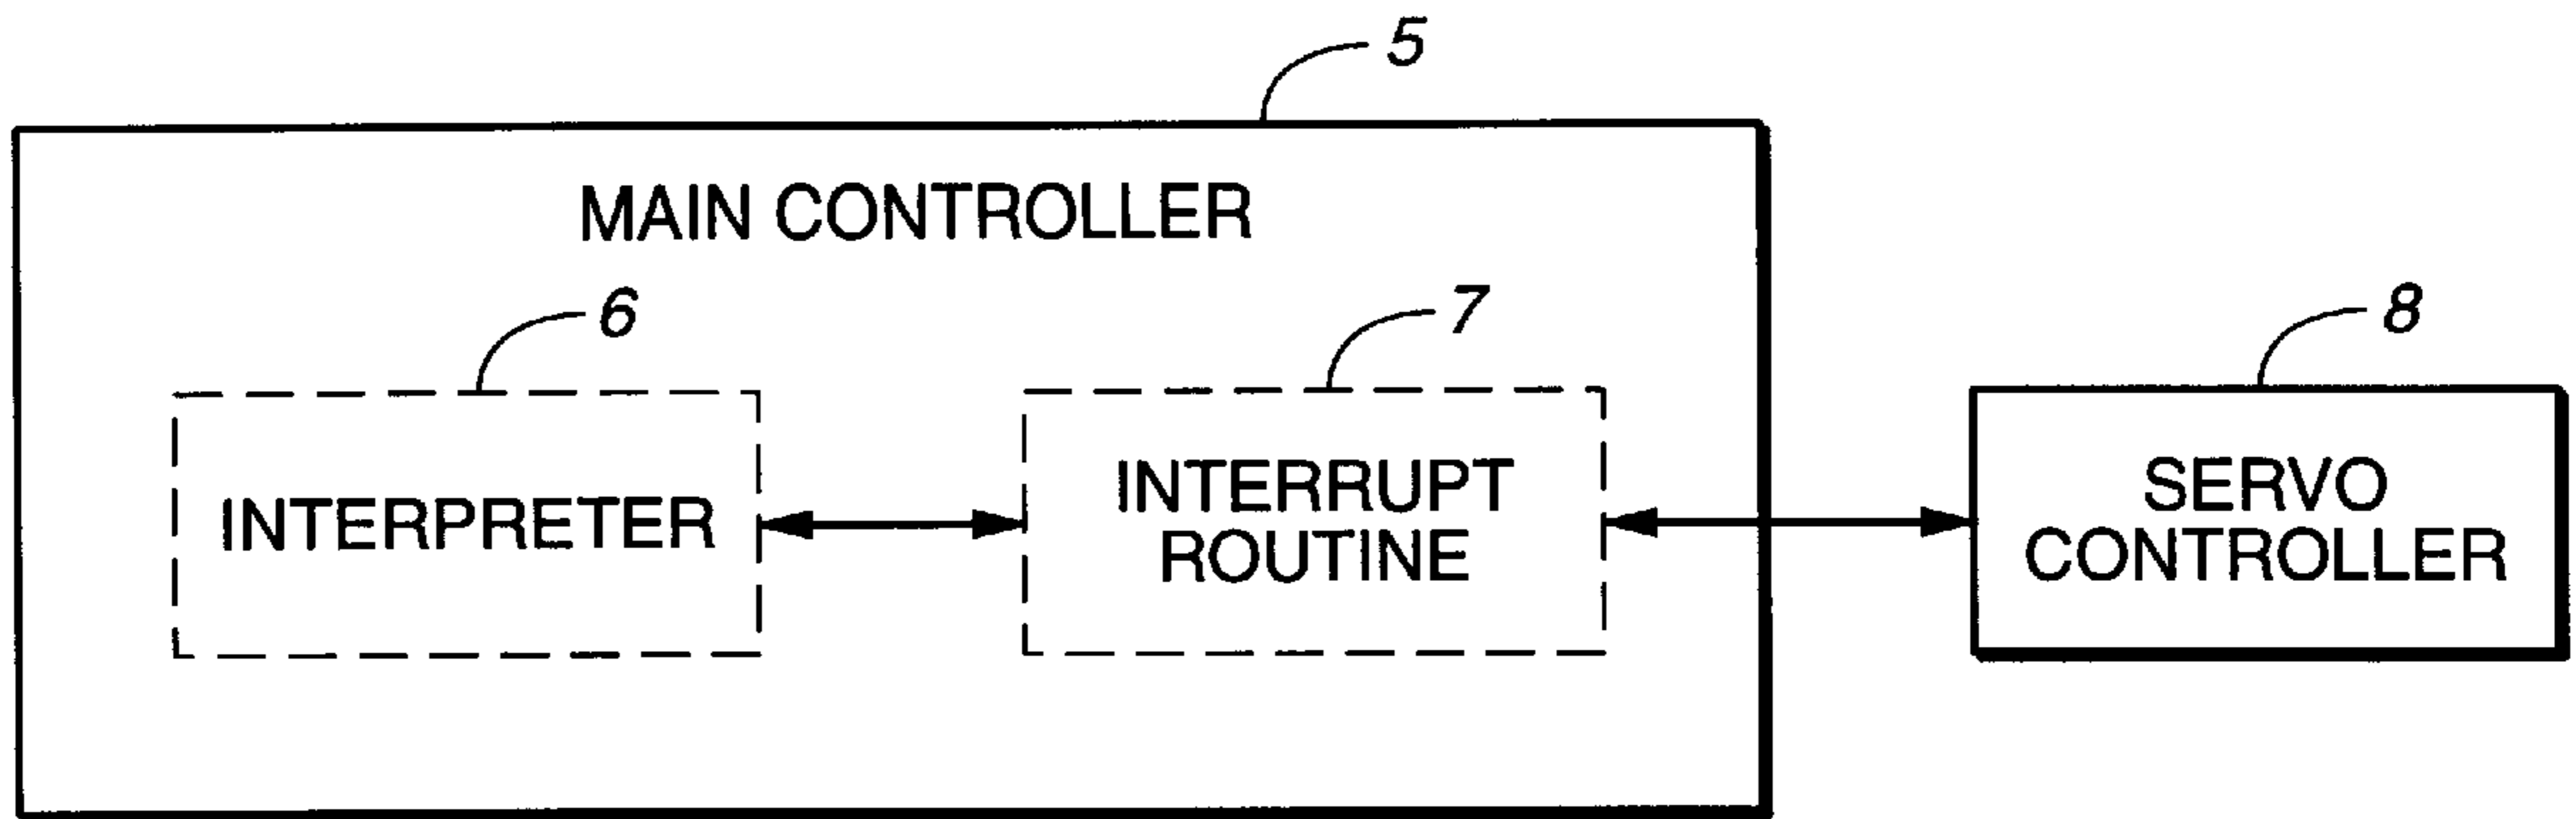 5
MAIN CONTROLLER
6
7
8
INTERPRETER
INTERRUPT
ROUTINE
SERVO
CONTROLLER